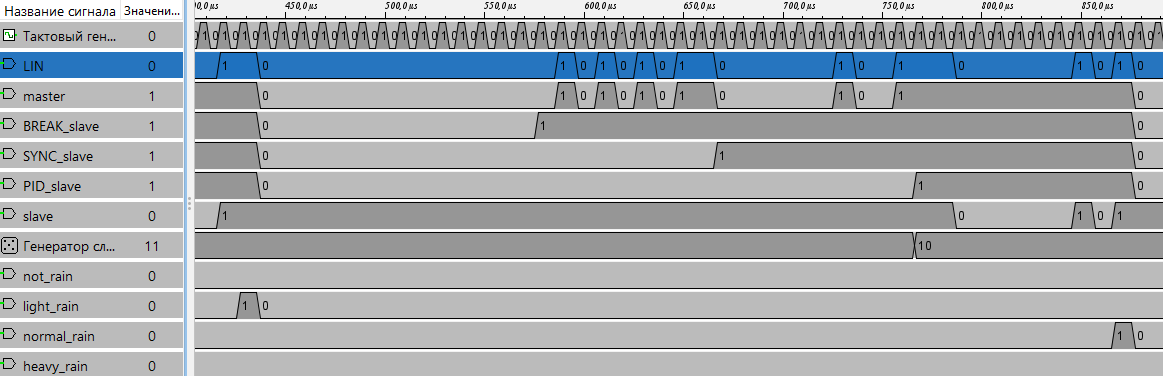 Название сигнала Значени... 00,0 µs 450,0 µs 500,0 µs 550,0 µs 600,0 µs 650,0 µs 700,0 µs 750,0 µs 800,0 µs 850,0 µs
Тактовый ген... 0
LIN 0 1 0 1 0 1 0 1 0 1 0 1 0 1 0 1 0 1 0
master 1 0 1 0 1 0 1 0 1 0 1 0 1 0
BREAK_slave 1 0 1 0
SYNC_slave 1 0 1 0
PID_slave 1 0 1 0
slave 0 1 0 1 0 1
Генератор сл... 11 10
not_rain 0
light_rain 0 1 0
normal_rain 0 1 0
heavy_rain 0